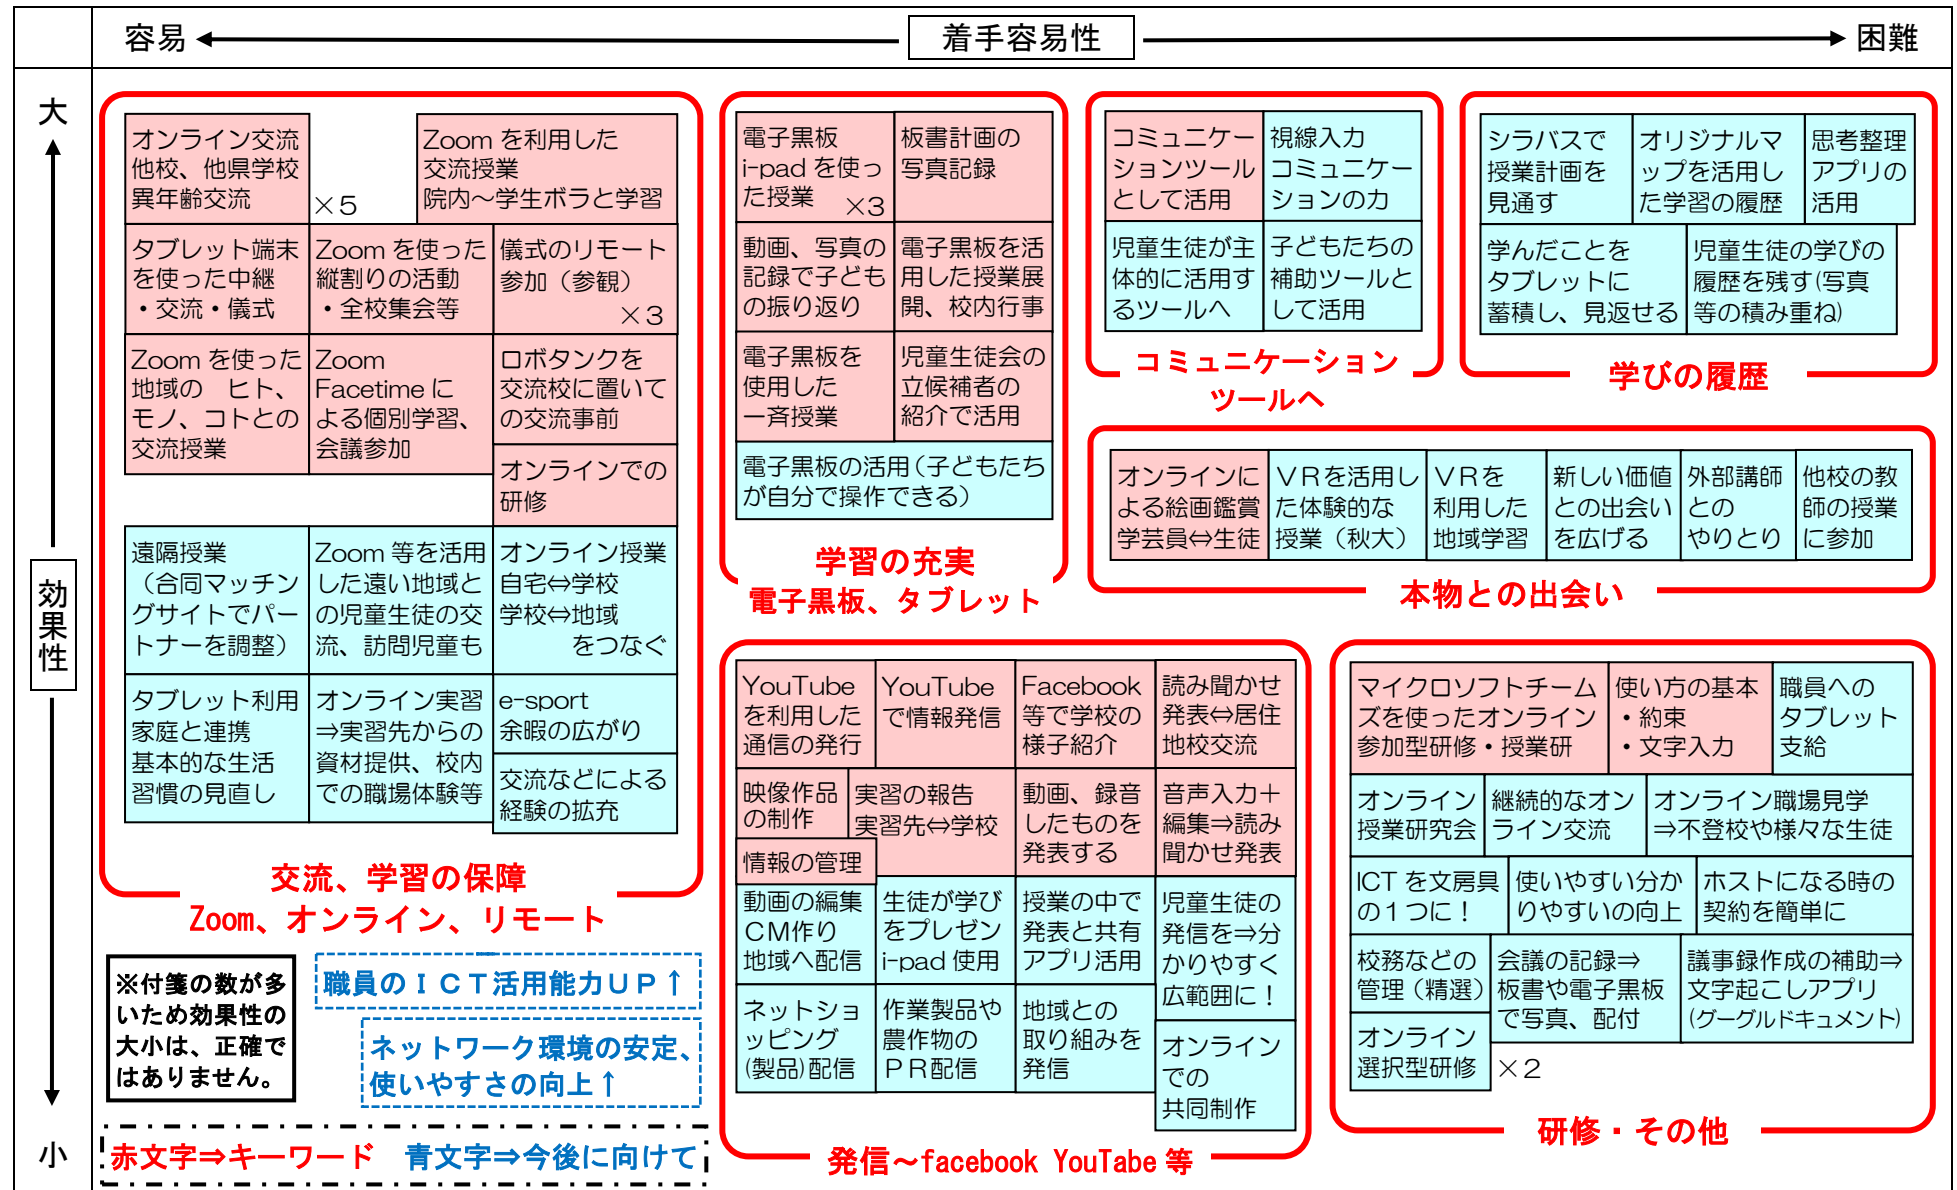 容易
着手容易性
困難
大
効果性
小
オンライン交流
他校、他県学校
異年齢交流
×5
Zoom を利用した
交流授業
院内～学生ボラと学習
タブレット端末
を使った中継
・交流・儀式
Zoom を使った
縦割りの活動
・全校集会等
儀式のリモート
参加（参観）
×3
Zoom を使った
地域の　ヒト、
モノ、コトとの
交流授業
Zoom
Facetime に
よる個別学習、
会議参加
ロボタンクを
交流校に置いて
の交流事前
オンラインでの
研修
遠隔授業
（合同マッチン
グサイトでパー
トナーを調整）
Zoom 等を活用
した遠い地域と
の児童生徒の交
流、訪問児童も
オンライン授業
自宅⇔学校
学校⇔地域
をつなぐ
タブレット利用
家庭と連携
基本的な生活
習慣の見直し
オンライン実習
⇒実習先からの
資材提供、校内
での職場体験等
e-sport
余暇の広がり
交流などによる
経験の拡充
交流、学習の保障
Zoom、オンライン、リモート
電子黒板
i-pad を使っ
た授業
×3
板書計画の
写真記録
動画、写真の
記録で子ども
の振り返り
電子黒板を活
用した授業展
開、校内行事
電子黒板を
使用した
一斉授業
児童生徒会の
立候補者の
紹介で活用
電子黒板の活用（子どもたち
が自分で操作できる）
学習の充実
電子黒板、タブレット
コミュニケー
ションツール
として活用
視線入力
コミュニケー
ションの力
児童生徒が主
体的に活用す
るツールへ
子どもたちの
補助ツールと
して活用
コミュニケーション
ツールへ
シラバスで
授業計画を
見通す
オリジナルマ
ップを活用し
た学習の履歴
思考整理
アプリの
活用
学んだことを
タブレットに
蓄積し、見返せる
児童生徒の学びの
履歴を残す(写真
等の積み重ね)
学びの履歴
オンラインに
よる絵画鑑賞
学芸員⇔生徒
ＶＲを活用し
た体験的な
授業（秋大）
ＶＲを
利用した
地域学習
新しい価値
との出会い
を広げる
外部講師
との
やりとり
他校の教
師の授業
に参加
本物との出会い
YouTube
を利用した
通信の発行
YouTube
で情報発信
Facebook
等で学校の
様子紹介
読み聞かせ
発表⇔居住
地校交流
映像作品
の制作
実習の報告
実習先⇔学校
動画、録音
したものを
発表する
音声入力＋
編集⇒読み
聞かせ発表
情報の管理
動画の編集
ＣＭ作り
地域へ配信
生徒が学び
をプレゼン
i-pad 使用
授業の中で
発表と共有
アプリ活用
児童生徒の
発信を⇒分
かりやすく
広範囲に！
ネットショ
ッピング
(製品)配信
作業製品や
農作物の
ＰＲ配信
地域との
取り組みを
発信
オンライン
での
共同制作
発信～facebook YouTabe 等
マイクロソフトチーム
ズを使ったオンライン
参加型研修・授業研
使い方の基本
・約束
・文字入力
職員への
タブレット
支給
オンライン
授業研究会
継続的なオン
ライン交流
オンライン職場見学
⇒不登校や様々な生徒
ICT を文房具
の１つに！
使いやすい分か
りやすいの向上
ホストになる時の
契約を簡単に
校務などの
管理（精選）
会議の記録⇒
板書や電子黒板
で写真、配付
議事録作成の補助⇒
文字起こしアプリ
(グーグルドキュメント)
オンライン
選択型研修
×2
研修・その他
※付箋の数が多
いため効果性の
大小は、正確で
はありません。
職員のＩＣＴ活用能力ＵＰ↑
ネットワーク環境の安定、
使いやすさの向上↑
赤文字⇒キーワード　青文字⇒今後に向けて